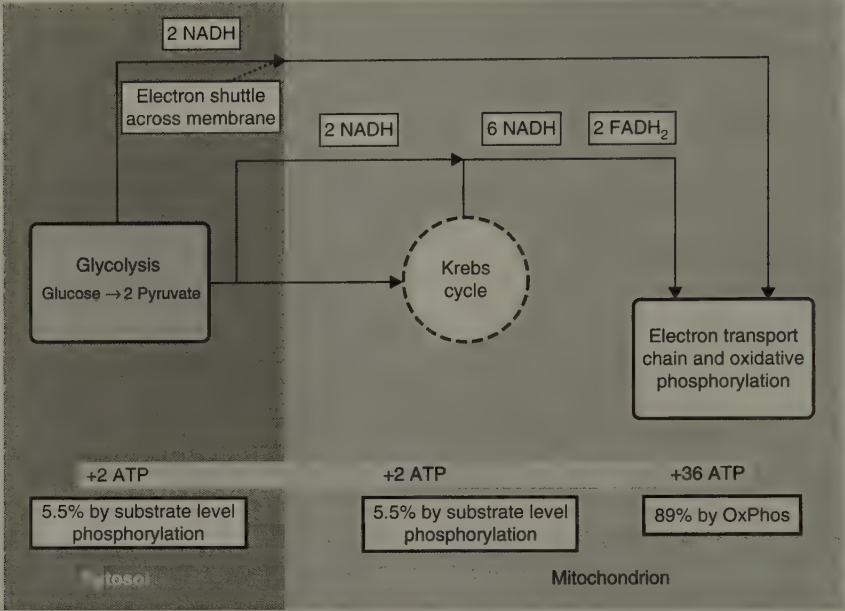 2 NADH
Electron shuttle
across membrane
2 NADH
6 NADH
2 FADH₂
Glycolysis
Glucose → 2 Pyruvate
Krebs
cycle
Electron transport
chain and oxidative
phosphorylation
+2 ATP
+2 ATP
+36 ATP
5.5% by substrate level
phosphorylation
5.5% by substrate level
phosphorylation
89% by OxPhos
Mitochondrion